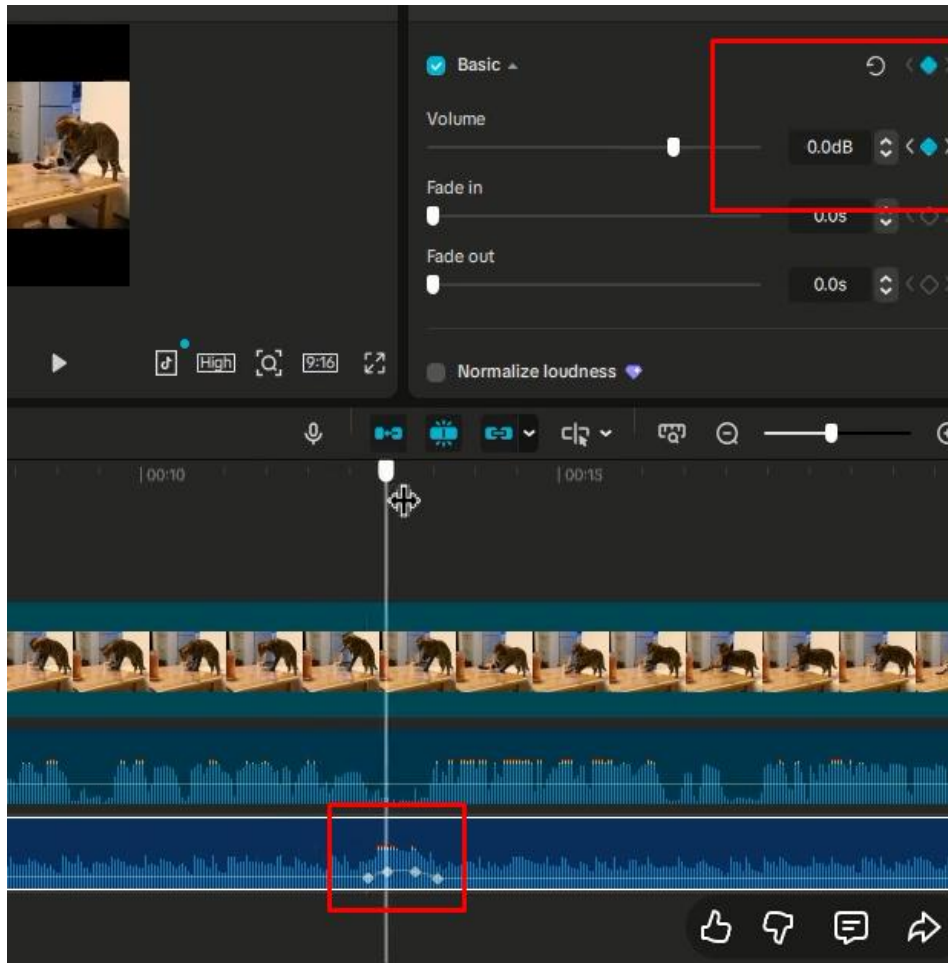 Basic
Volume
0.0dB
Fade in
0.0s
Fade out
0.0s
High
9:16
Normalize loudness
00:10
00:15